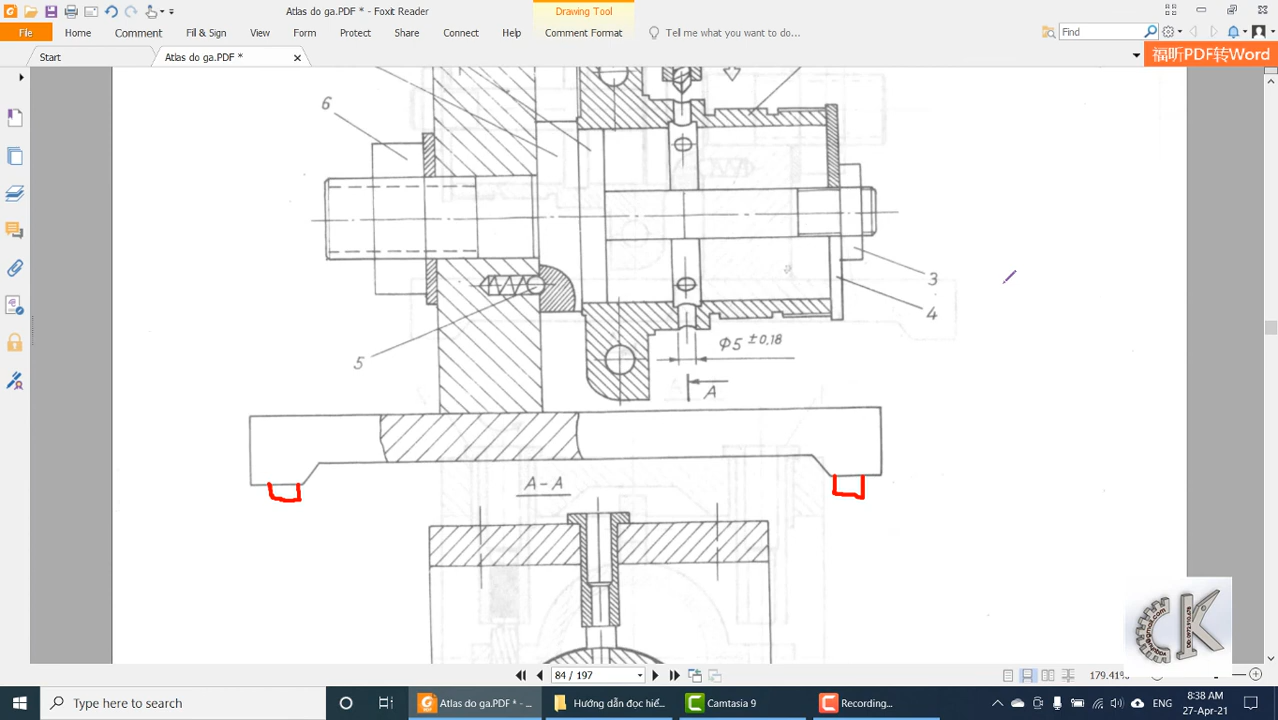 Atlas do ga.PDF * - Foxit Reader
Drawing Tool
File
Home
Comment
Fill & Sign
View
Form
Protect
Share
Connect
Help
Comment Format
Tell me what you want to do...
Find
Start
Atlas do ga.PDF *
福昕PDF转Word
6
3
4
5
Φ5 ±0,18
A
A-A
84 / 197
179.41%
Type here to search
Atlas do ga.PDF * - ...
Hướng dẫn đọc hiể...
Camtasia 9
Recording...
8:38 AM
27-Apr-21